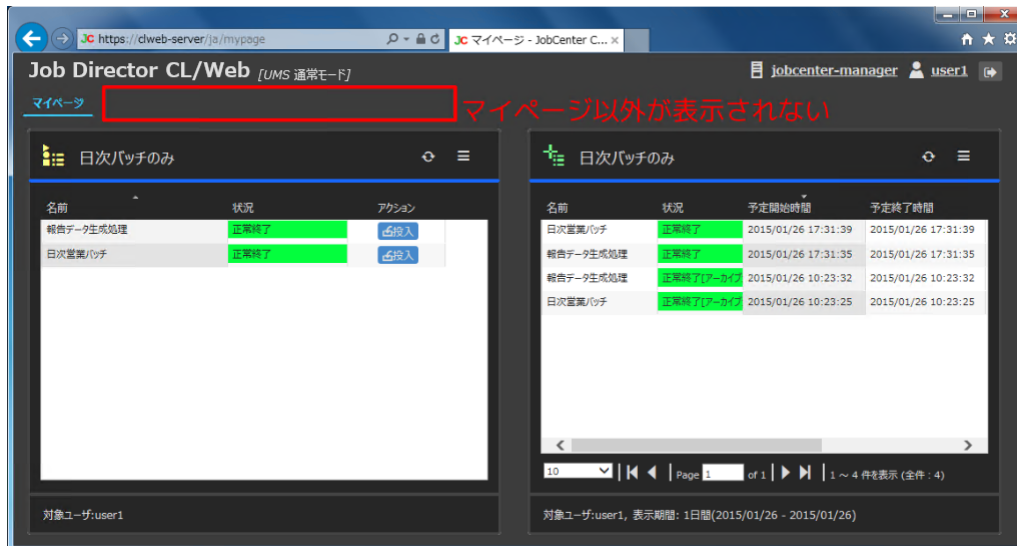 https://clweb-server/ja/mypage
JC マイページ - JobCenter C... ×
Job Director CL/Web [UMS 通常モード]
jobcenter-manager user1
マイページ
マイページ以外が表示されない
日次バッチのみ
名前 状況 アクション
報告データ生成処理 正常終了 投入
日次営業バッチ 正常終了 投入
対象ユーザ:user1
日次バッチのみ
名前 状況 予定開始時間 予定終了時間
日次営業バッチ 正常終了 2015/01/26 17:31:39 2015/01/26 17:31:39
報告データ生成処理 正常終了 2015/01/26 17:31:35 2015/01/26 17:31:35
報告データ生成処理 正常終了[アーカイブ 2015/01/26 10:23:32 2015/01/26 10:23:32
日次営業バッチ 正常終了[アーカイブ 2015/01/26 10:23:25 2015/01/26 10:23:25
10 Page 1 of 1 1 ～ 4 件を表示 (全件 : 4)
対象ユーザ:user1, 表示期間: 1日間(2015/01/26 - 2015/01/26)